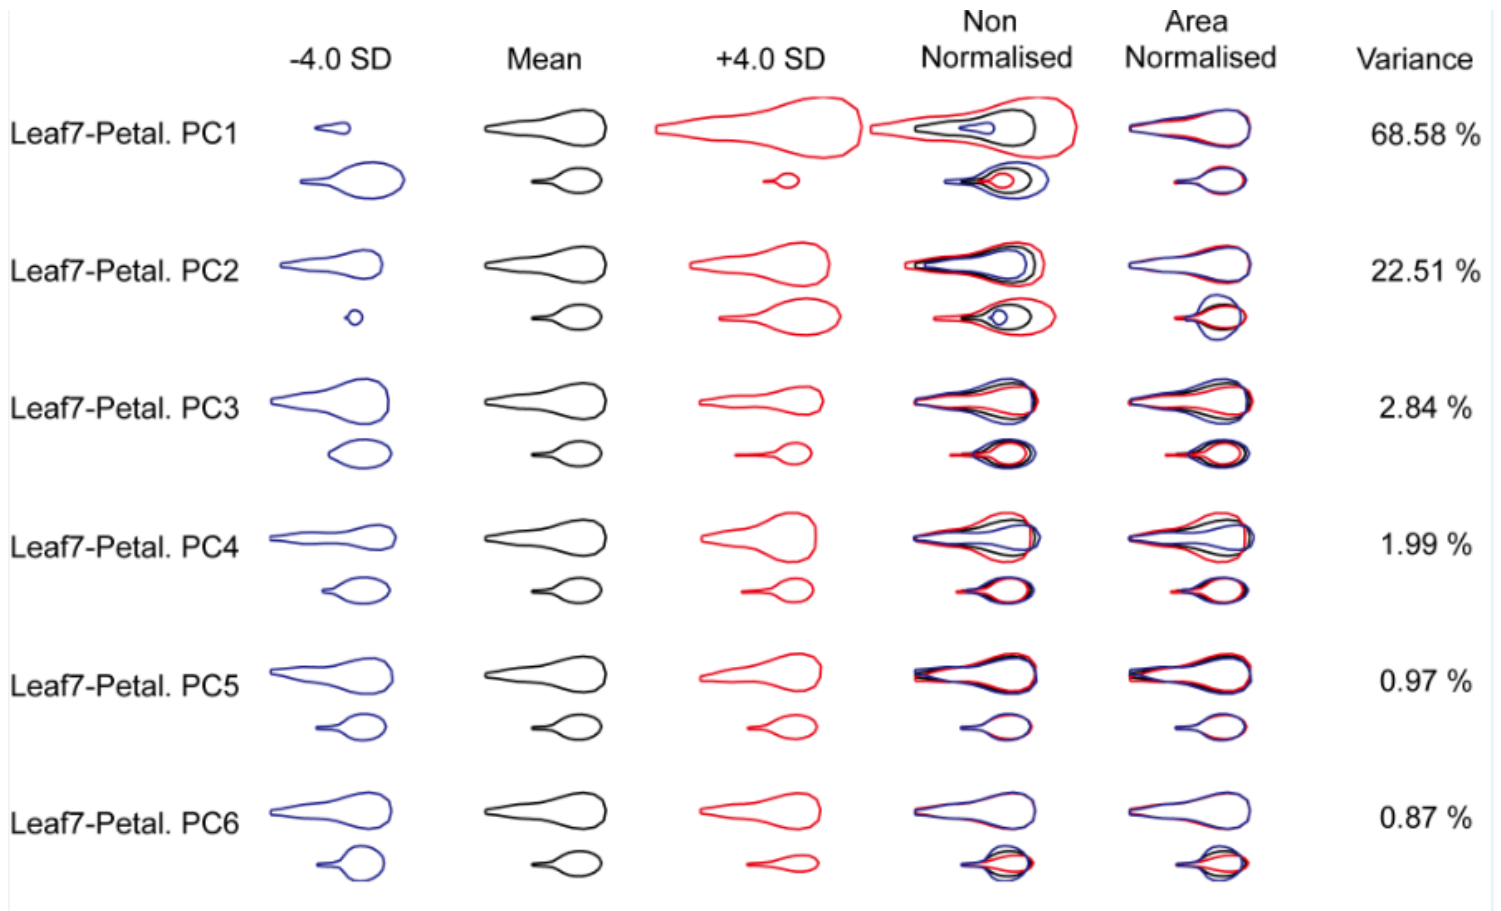 Non Area
-4.0 SD Mean +4.0 SD Normalised Normalised Variance
Leaf7-Petal. PC1 68.58 %
Leaf7-Petal. PC2 22.51 %
Leaf7-Petal. PC3 2.84 %
Leaf7-Petal. PC4 1.99 %
Leaf7-Petal. PC5 0.97 %
Leaf7-Petal. PC6 0.87 %